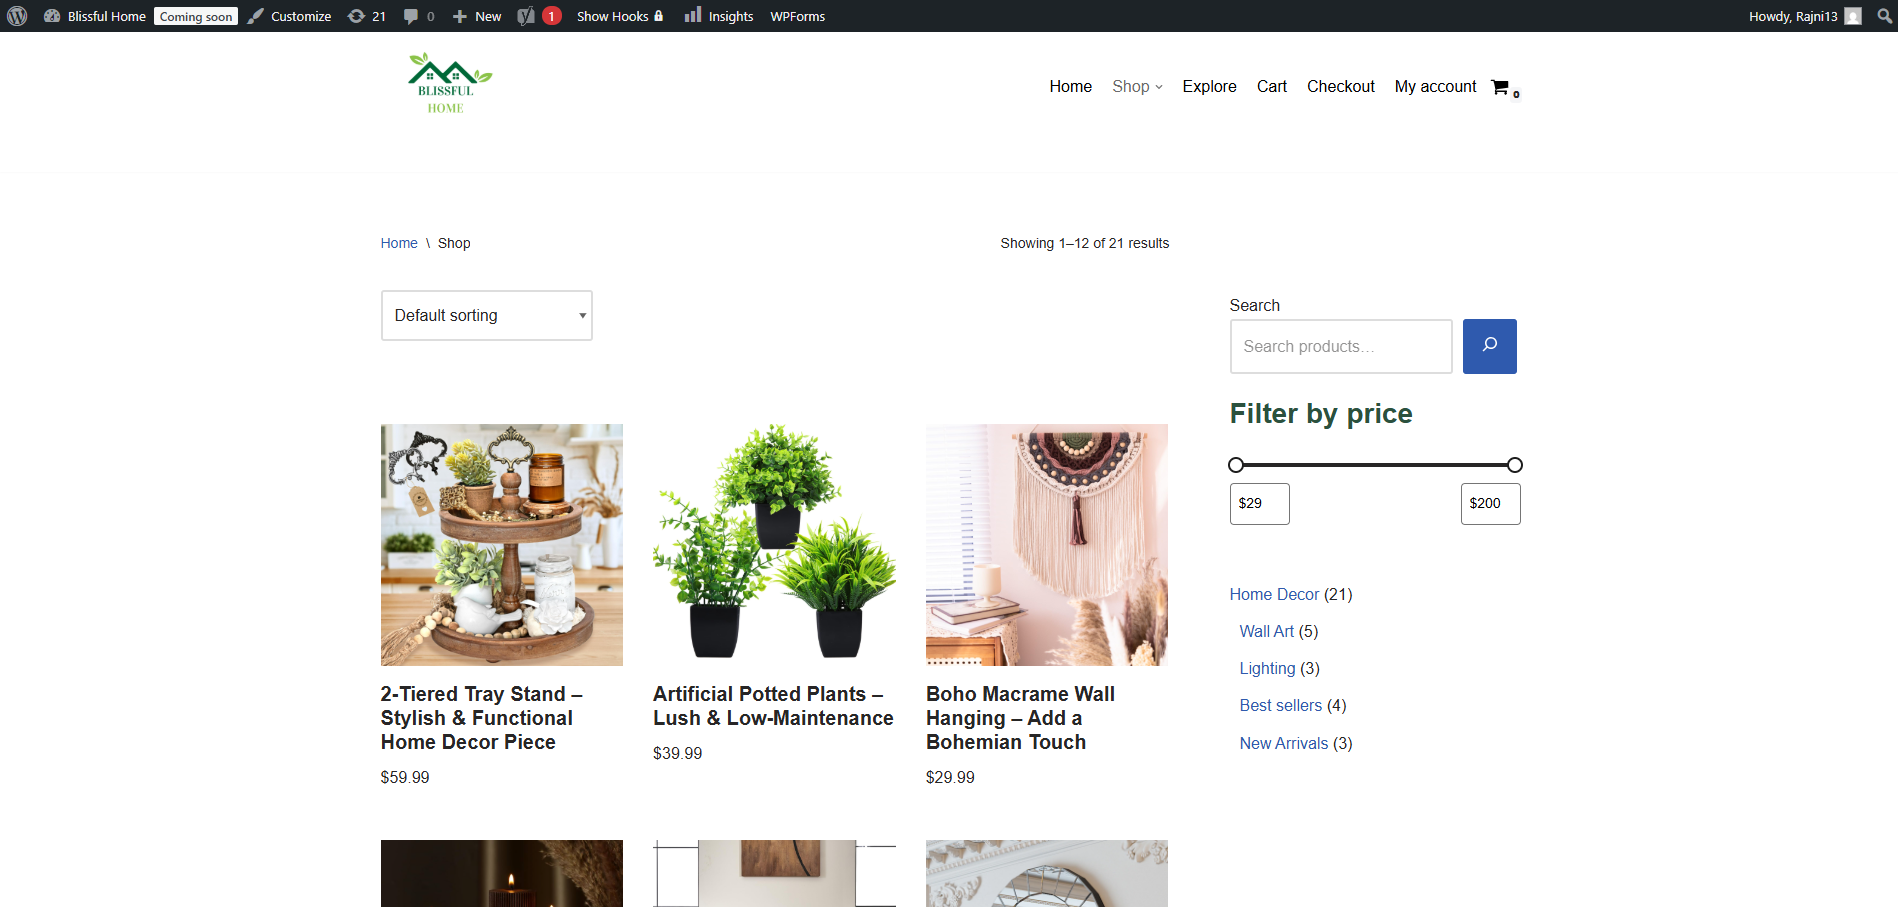 Blissful Home Coming soon Customize 21 0 New 1 Show Hooks Insights WPForms Howdy, Rajni13
BLISSFUL
HOME
Home Shop Explore Cart Checkout My account 0
Home \ Shop
Showing 1–12 of 21 results
Default sorting
Search
Search products...
Filter by price
$29 $200
2-Tiered Tray Stand –
Stylish & Functional
Home Decor Piece
$59.99
Artificial Potted Plants –
Lush & Low-Maintenance
$39.99
Boho Macrame Wall
Hanging – Add a
Bohemian Touch
$29.99
Home Decor (21)
Wall Art (5)
Lighting (3)
Best sellers (4)
New Arrivals (3)